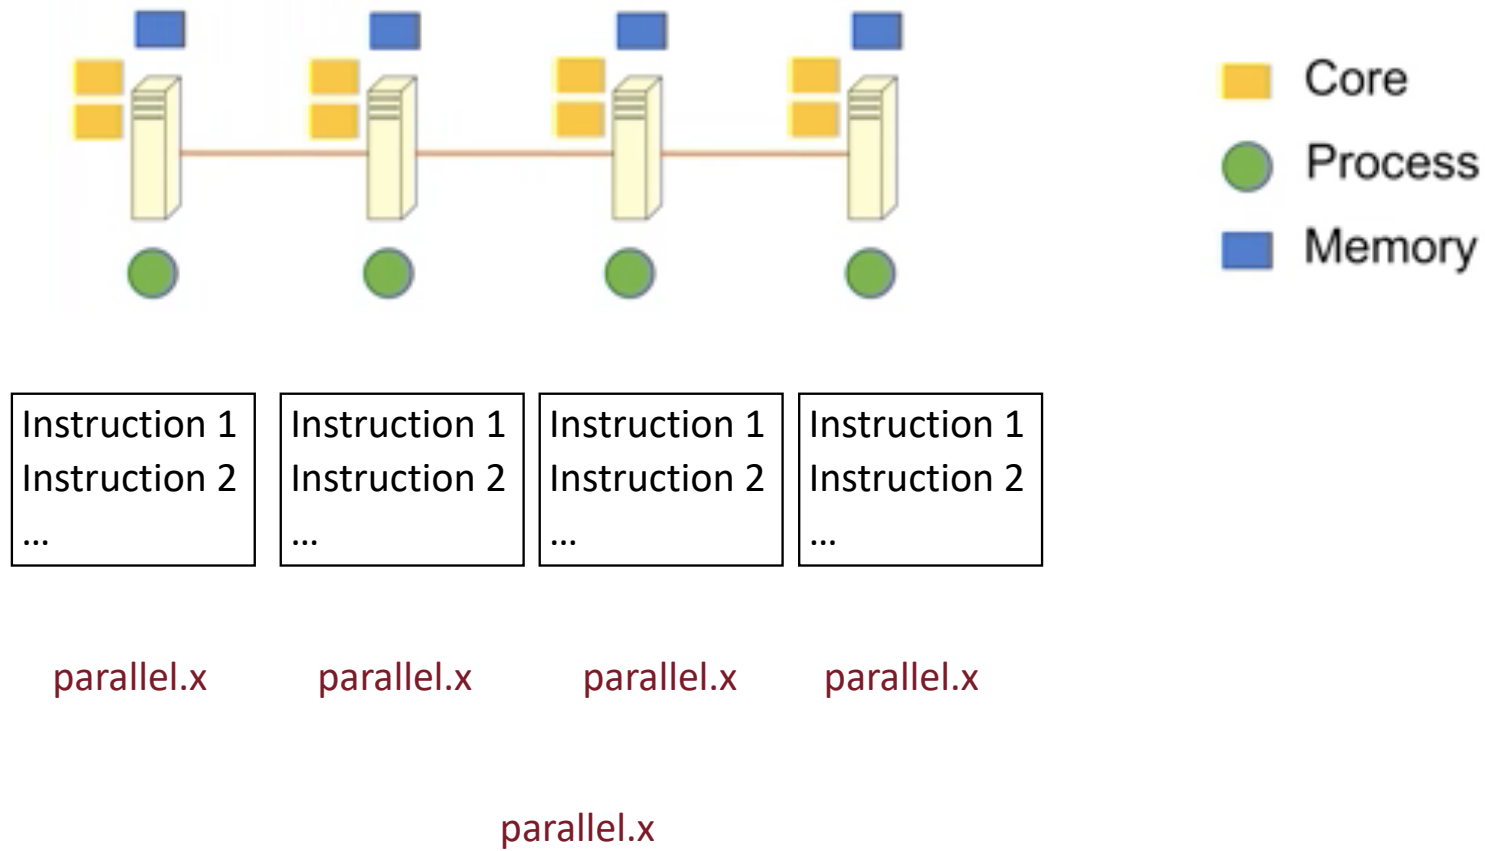 Core
Process
Memory
Instruction 1
Instruction 2
...
Instruction 1
Instruction 2
...
Instruction 1
Instruction 2
...
Instruction 1
Instruction 2
...
parallel.x parallel.x parallel.x parallel.x
parallel.x